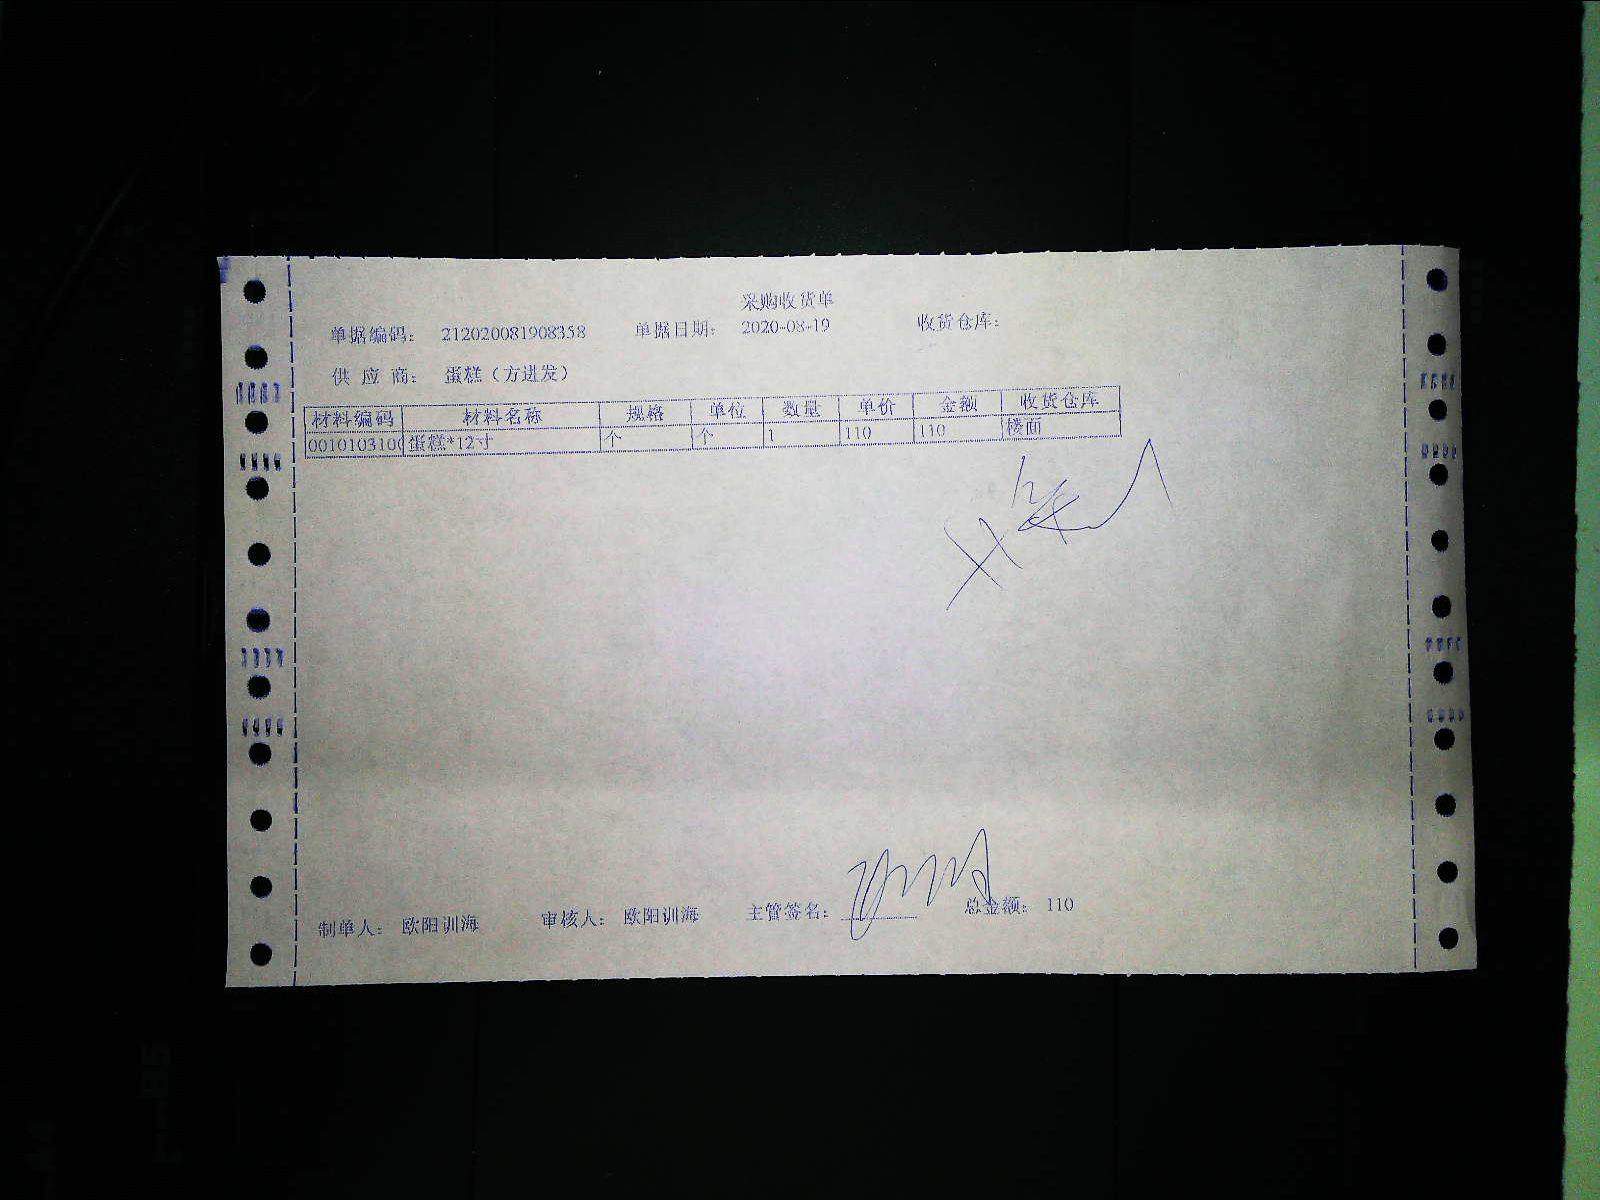 采购收货单
单据编码： 212020081908358 单据日期： 2020-08-19 收货仓库：
供 应 商： 蛋糕（方进发）
材料编码 材料名称 规格 单位 数量 单价 金额 收货仓库
0010103100 蛋糕*12寸 个 个 1 110 110 楼面
制单人： 欧阳训海 审核人： 欧阳训海 主管签名： 总金额： 110